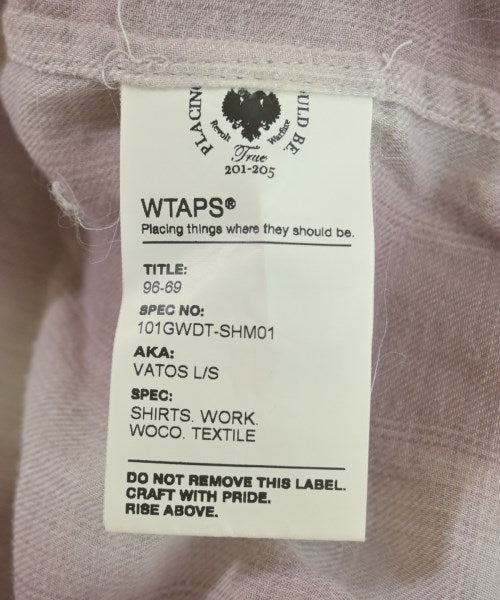 PLACING
OULD BE.
Revolt Warfare
True
201-205
WTAPS®
Placing things where they should be.
TITLE:
96-69
SPEC NO:
101GWDT-SHM01
AKA:
VATOS L/S
SPEC:
SHIRTS. WORK.
WOCO. TEXTILE
DO NOT REMOVE THIS LABEL.
CRAFT WITH PRIDE.
RISE ABOVE.